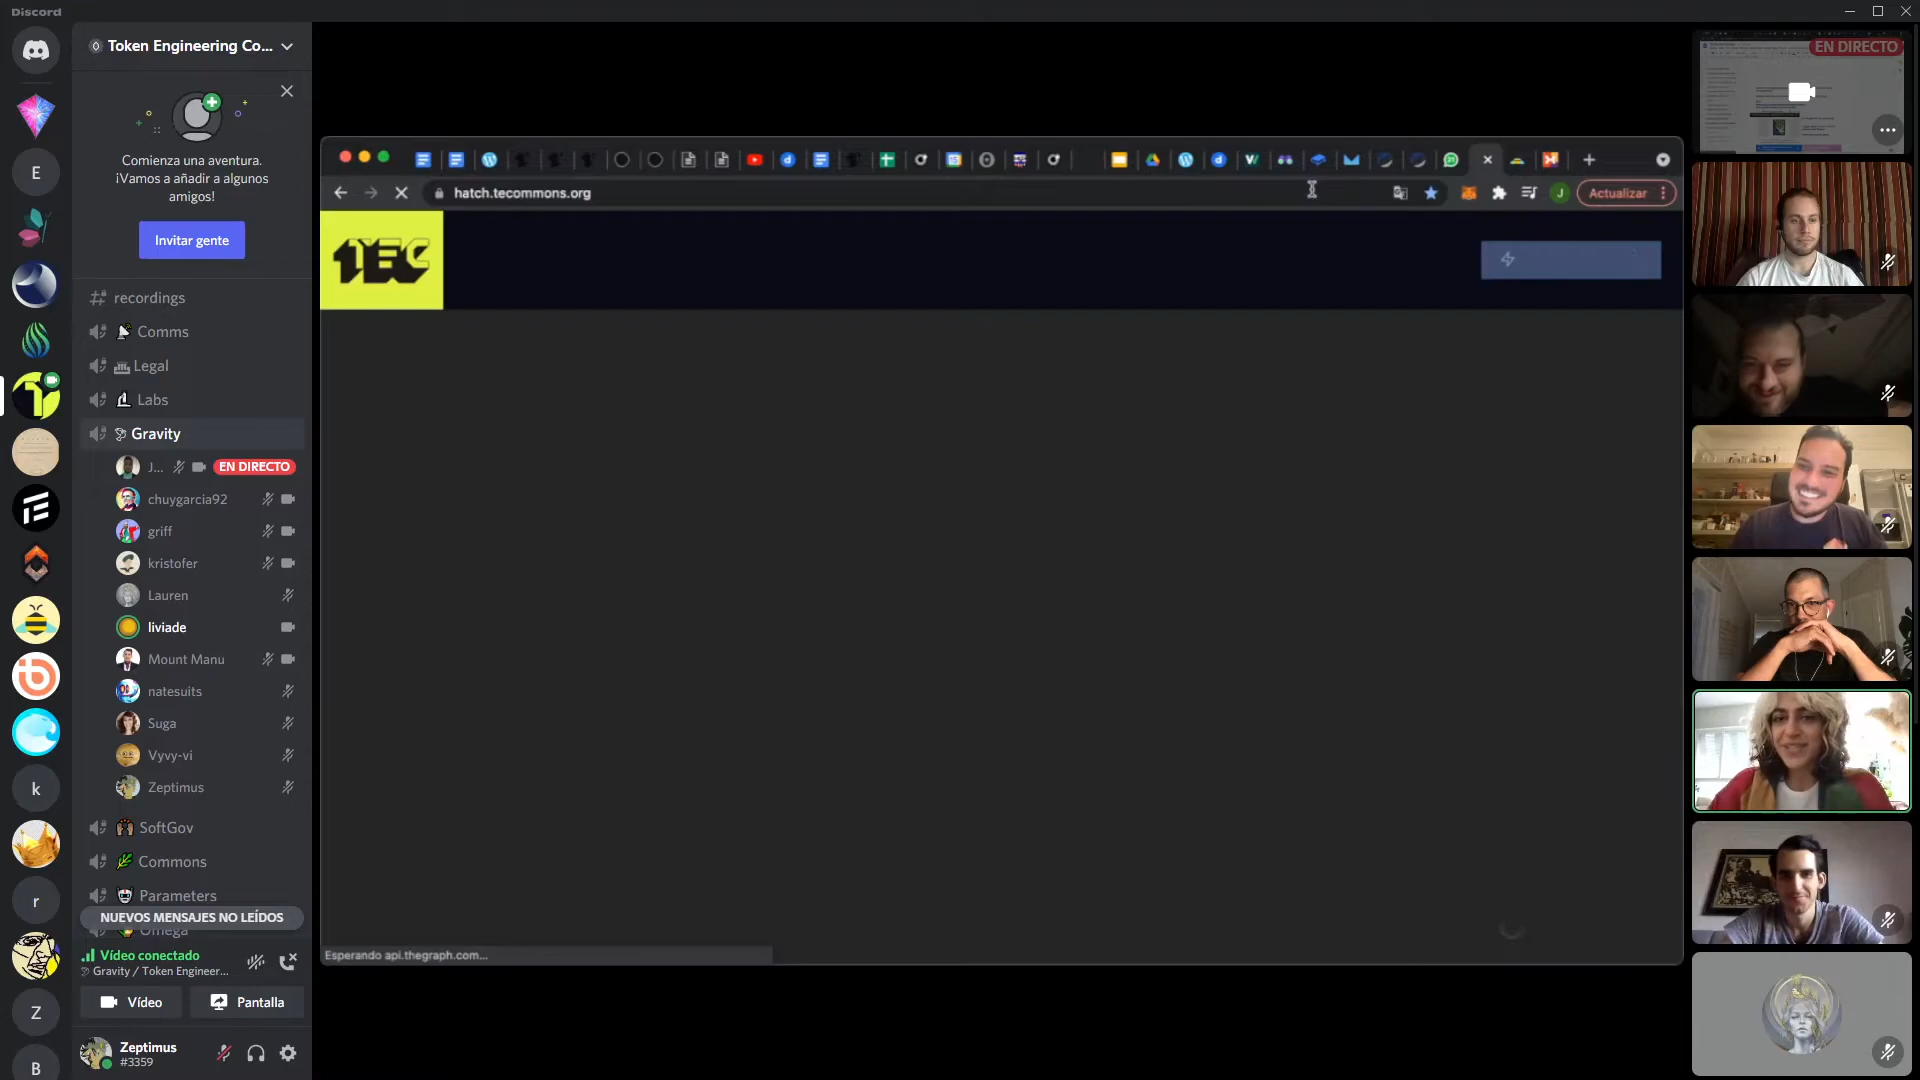 Discord
Token Engineering Co...
EN DIRECTO
E
Comienza una aventura.
¡Vamos a añadir a algunos
amigos!
Invitar gente
recordings
Comms
Legal
Labs
Gravity
J... EN DIRECTO
chuygarcia92
griff
kristofer
Lauren
liviade
Mount Manu
natesuits
Suga
Vyvy-vi
Zeptimus
SoftGov
Commons
Parameters
NUEVOS MENSAJES NO LEÍDOS
Omega
Vídeo conectado
Gravity / Token Engineer...
Vídeo
Pantalla
Zeptimus
#3359
k
r
Z
B
hatch.tecommons.org
J
Actualizar
TEC
Esperando api.thegraph.com...